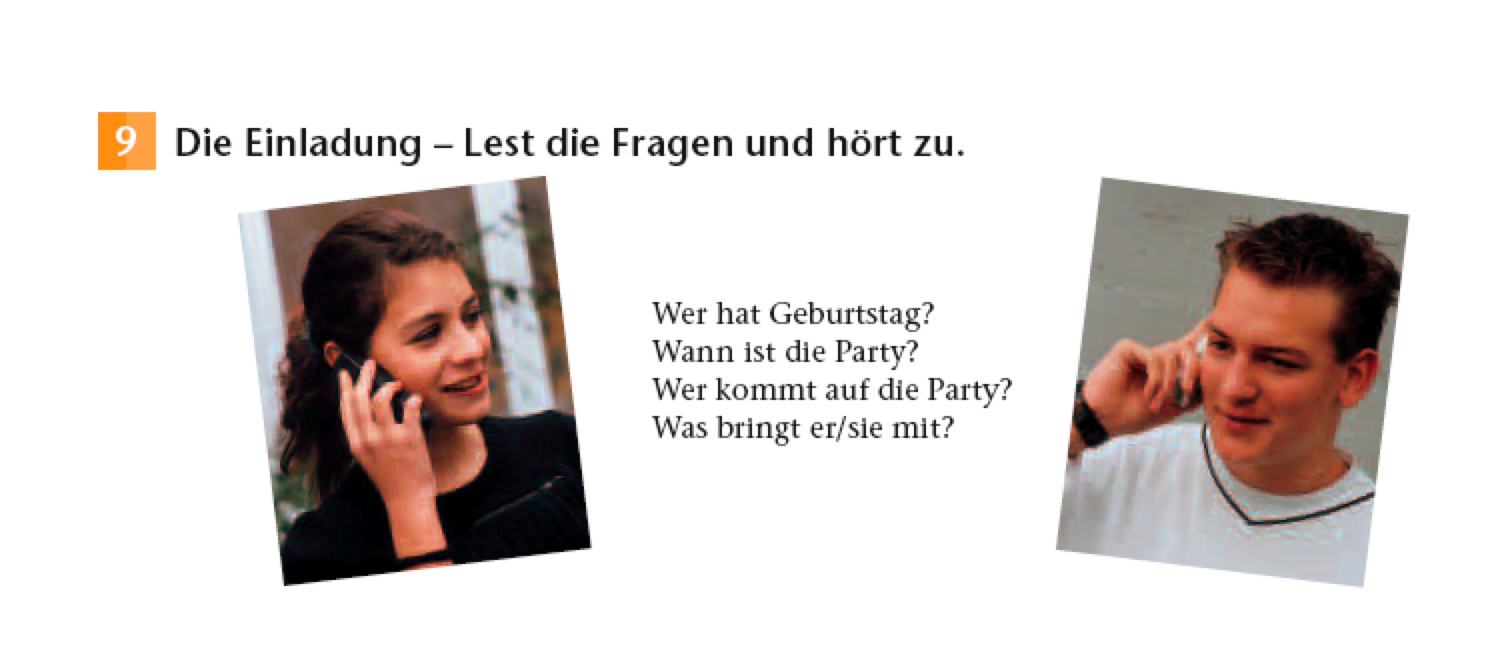 9 Die Einladung – Lest die Fragen und hört zu.
Wer hat Geburtstag?
Wann ist die Party?
Wer kommt auf die Party?
Was bringt er/sie mit?